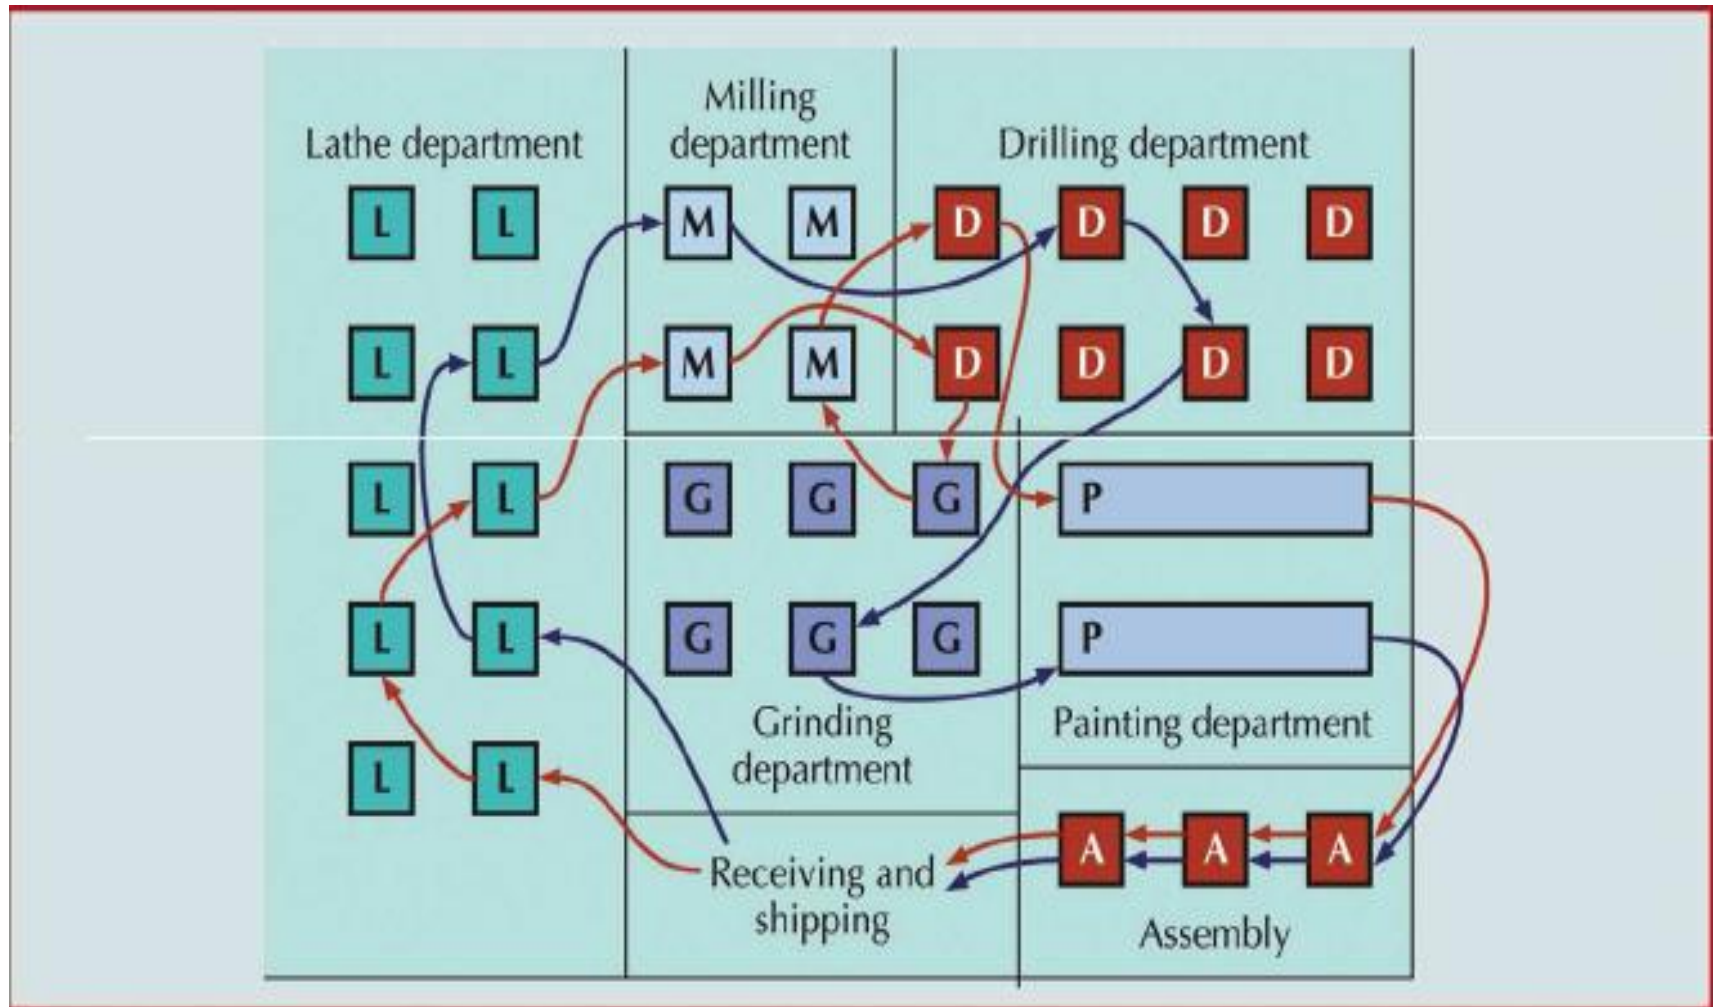 Milling
Lathe department
department
Drilling department
L L M M D D D D
L L M M D D D D
L L G G G P
L L G G G P
Grinding
department
Painting department
L L
A A A
Receiving and
shipping
Assembly